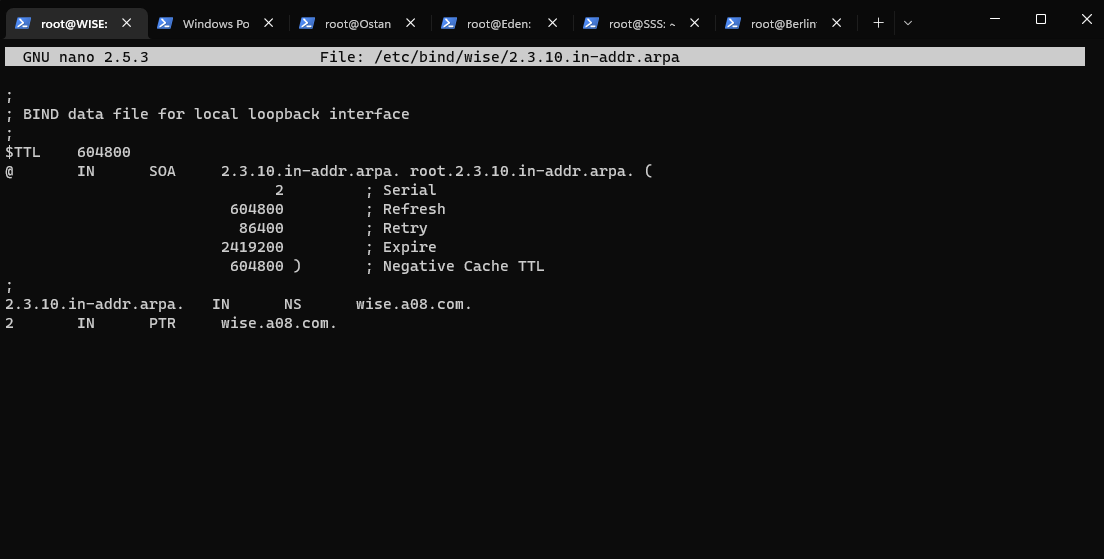 root@WISE: Windows Po root@Ostan root@Eden: root@SSS: ~ root@Berlin
GNU nano 2.5.3 File: /etc/bind/wise/2.3.10.in-addr.arpa
;
; BIND data file for local loopback interface
;
$TTL 604800
@ IN SOA 2.3.10.in-addr.arpa. root.2.3.10.in-addr.arpa. (
2 ; Serial
604800 ; Refresh
86400 ; Retry
2419200 ; Expire
604800 ) ; Negative Cache TTL
;
2.3.10.in-addr.arpa. IN NS wise.a08.com.
2 IN PTR wise.a08.com.